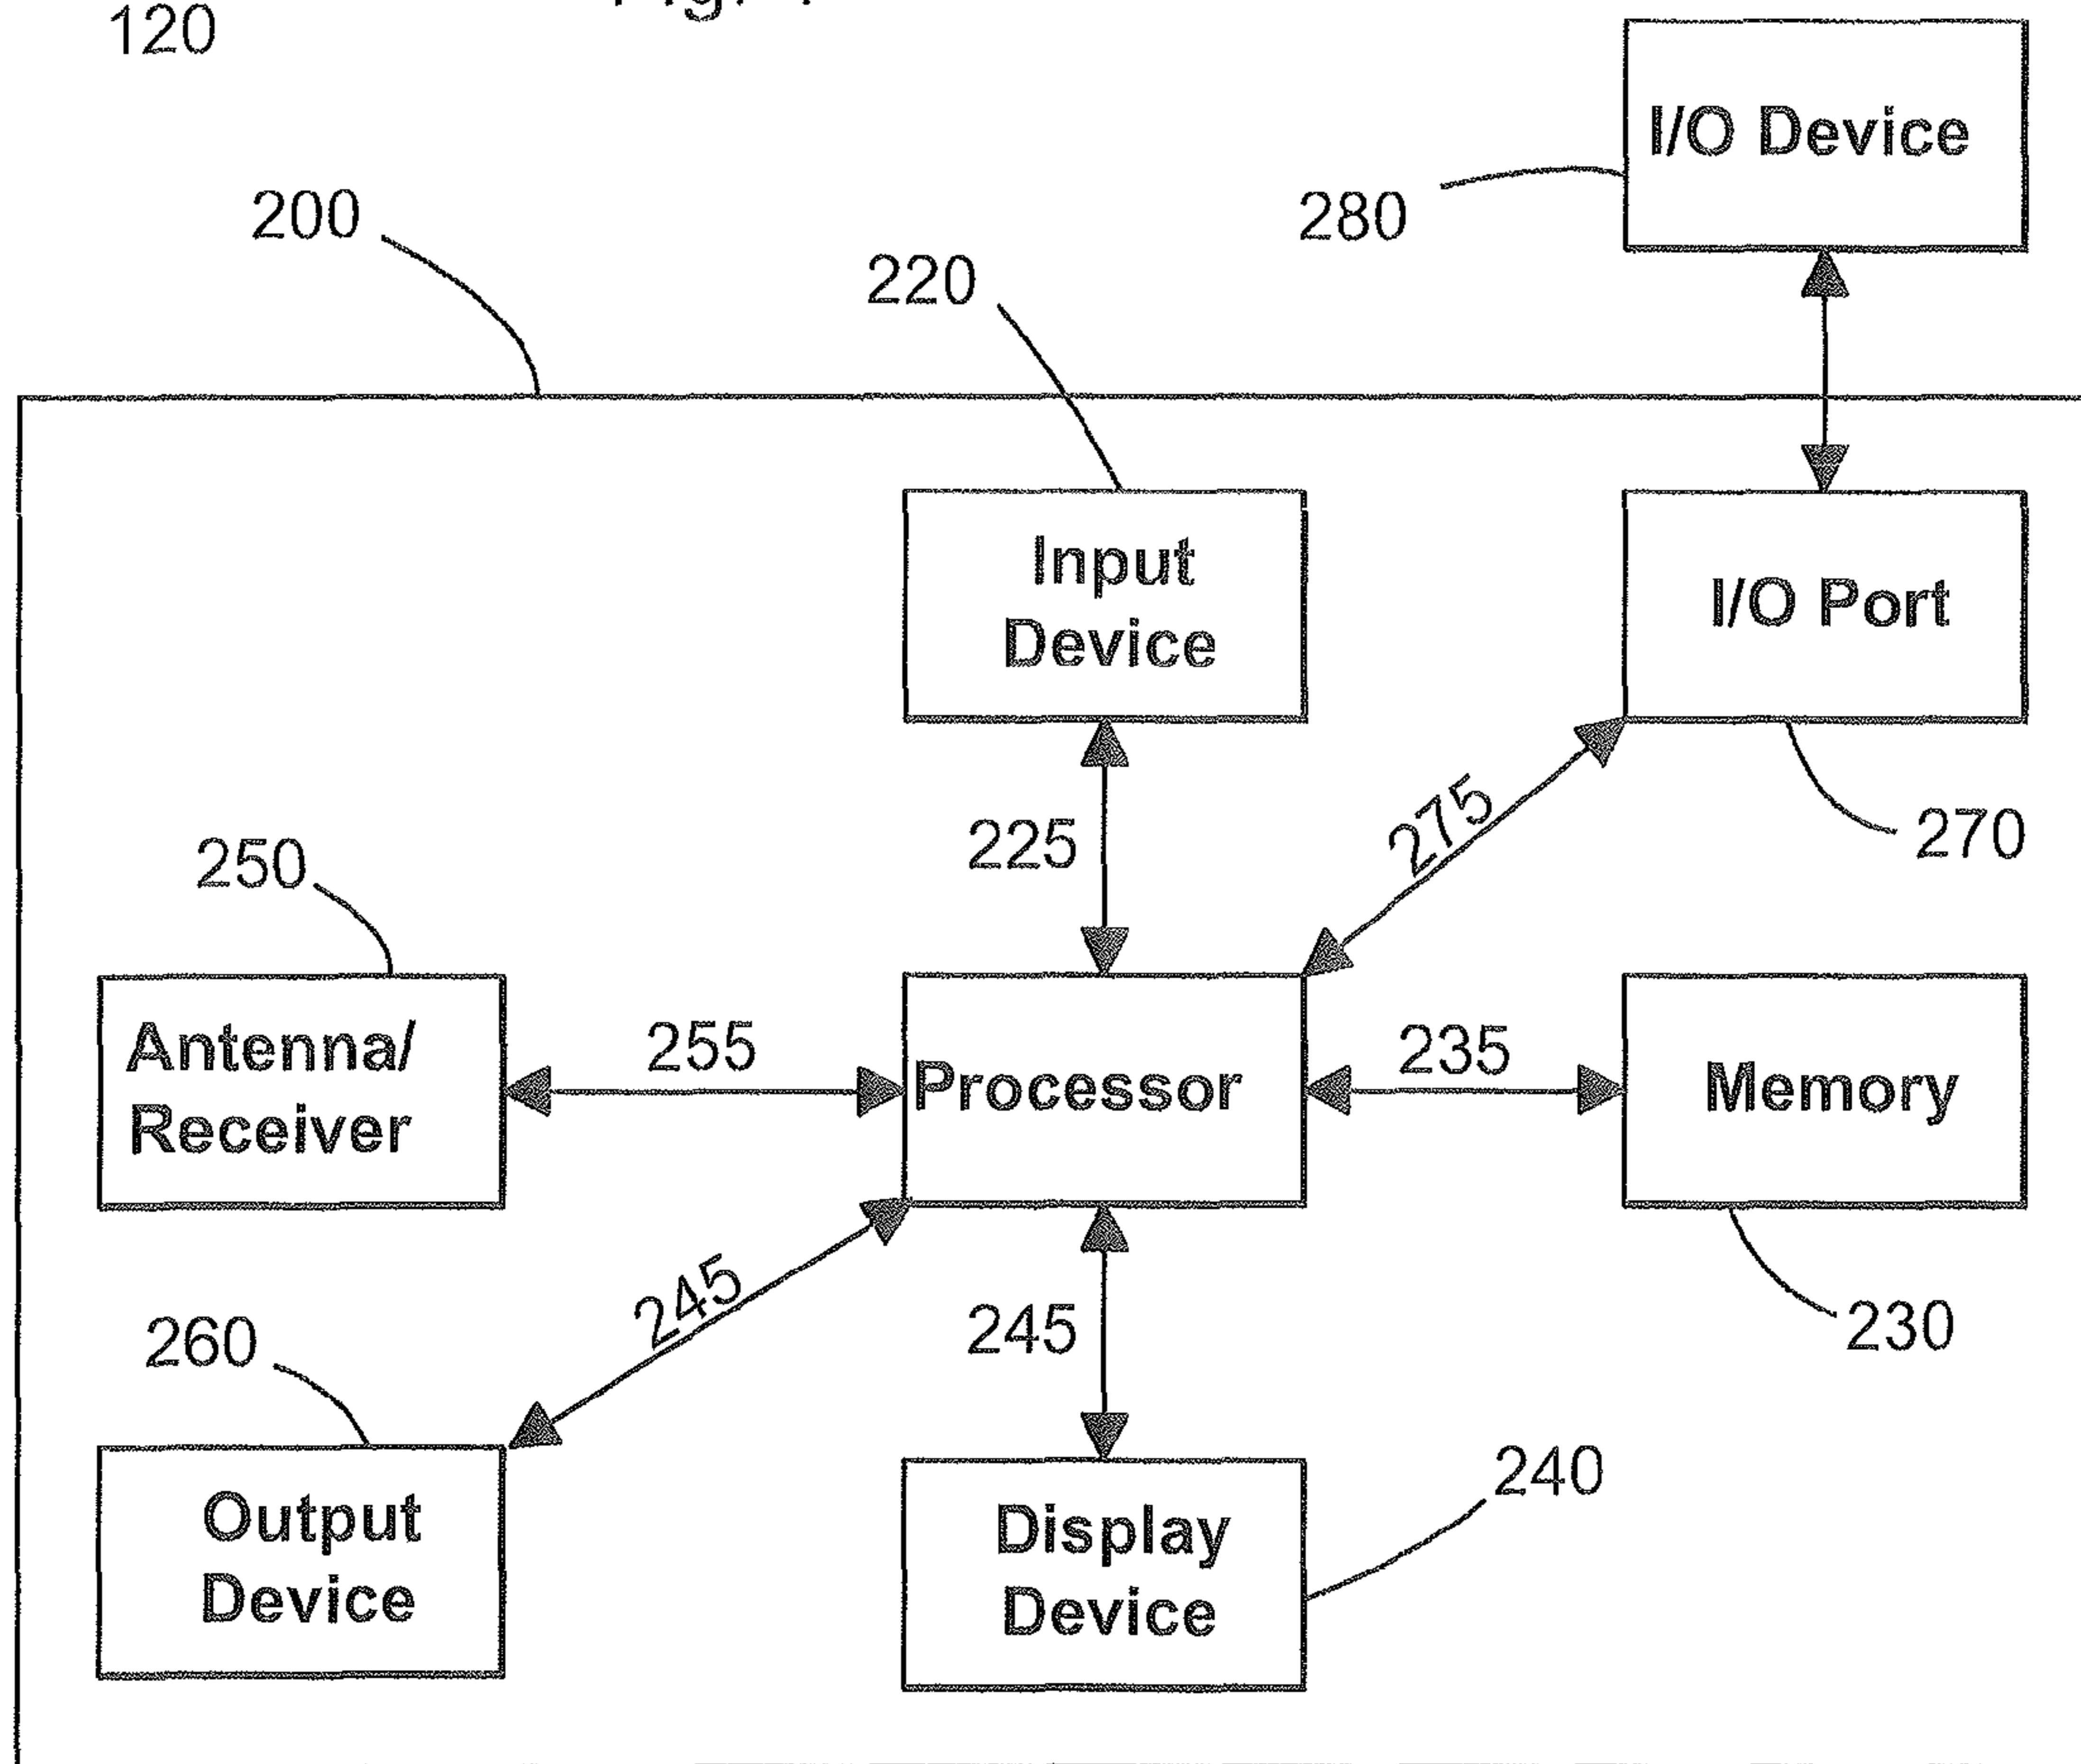 120
I/O Device
280
200
220
Input
Device
I/O Port
225
275
270
250
Antenna/
Receiver
255
Processor
235
Memory
245
245
230
260
240
Output
Device
Display
Device